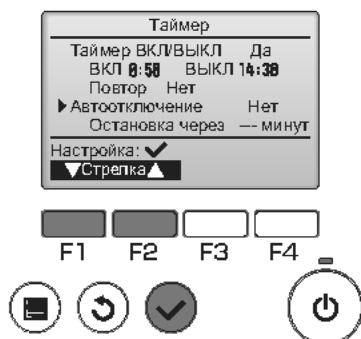 Таймер
Таймер ВКЛ/ВЫКЛ Да
ВКЛ 8:58 ВЫКЛ 14:38
Повтор Нет
▶Автоотключение Нет
Остановка через --- минут
Настройка: ✔
▼Стрелка▲
F1 F2 F3 F4